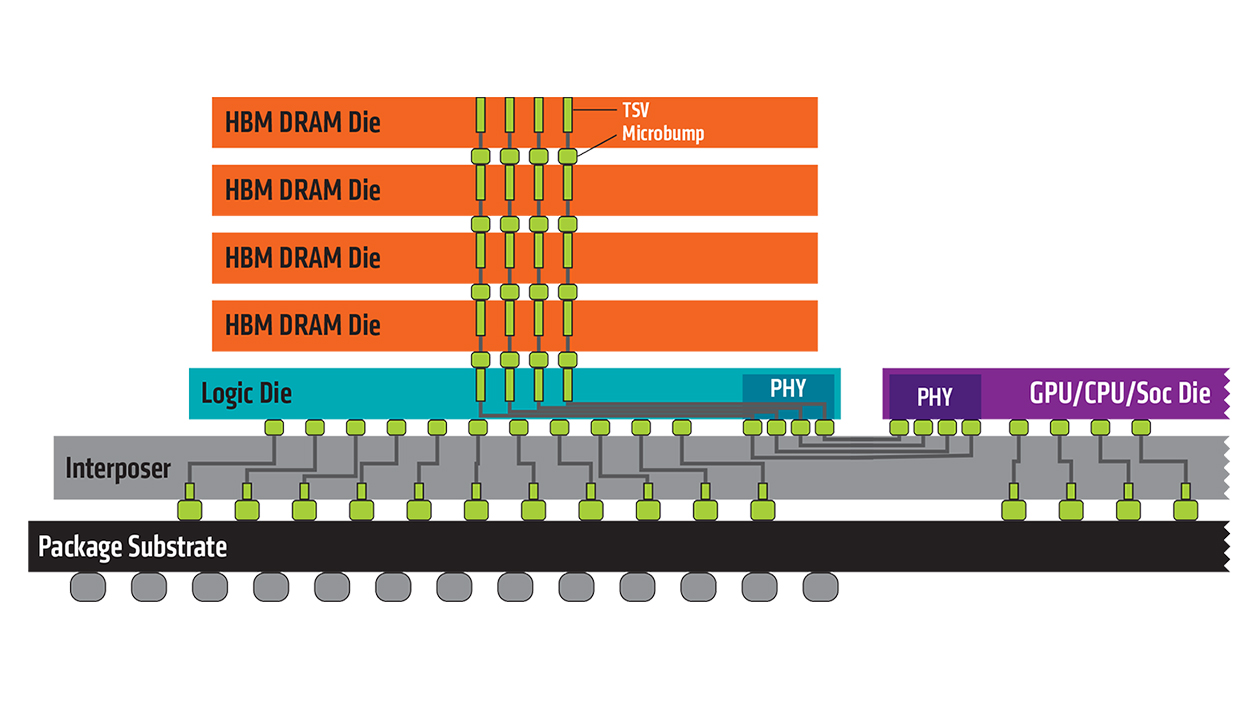 HBM DRAM Die
TSV
Microbump
HBM DRAM Die
HBM DRAM Die
HBM DRAM Die
Logic Die
PHY
PHY
GPU/CPU/Soc Die
Interposer
Package Substrate